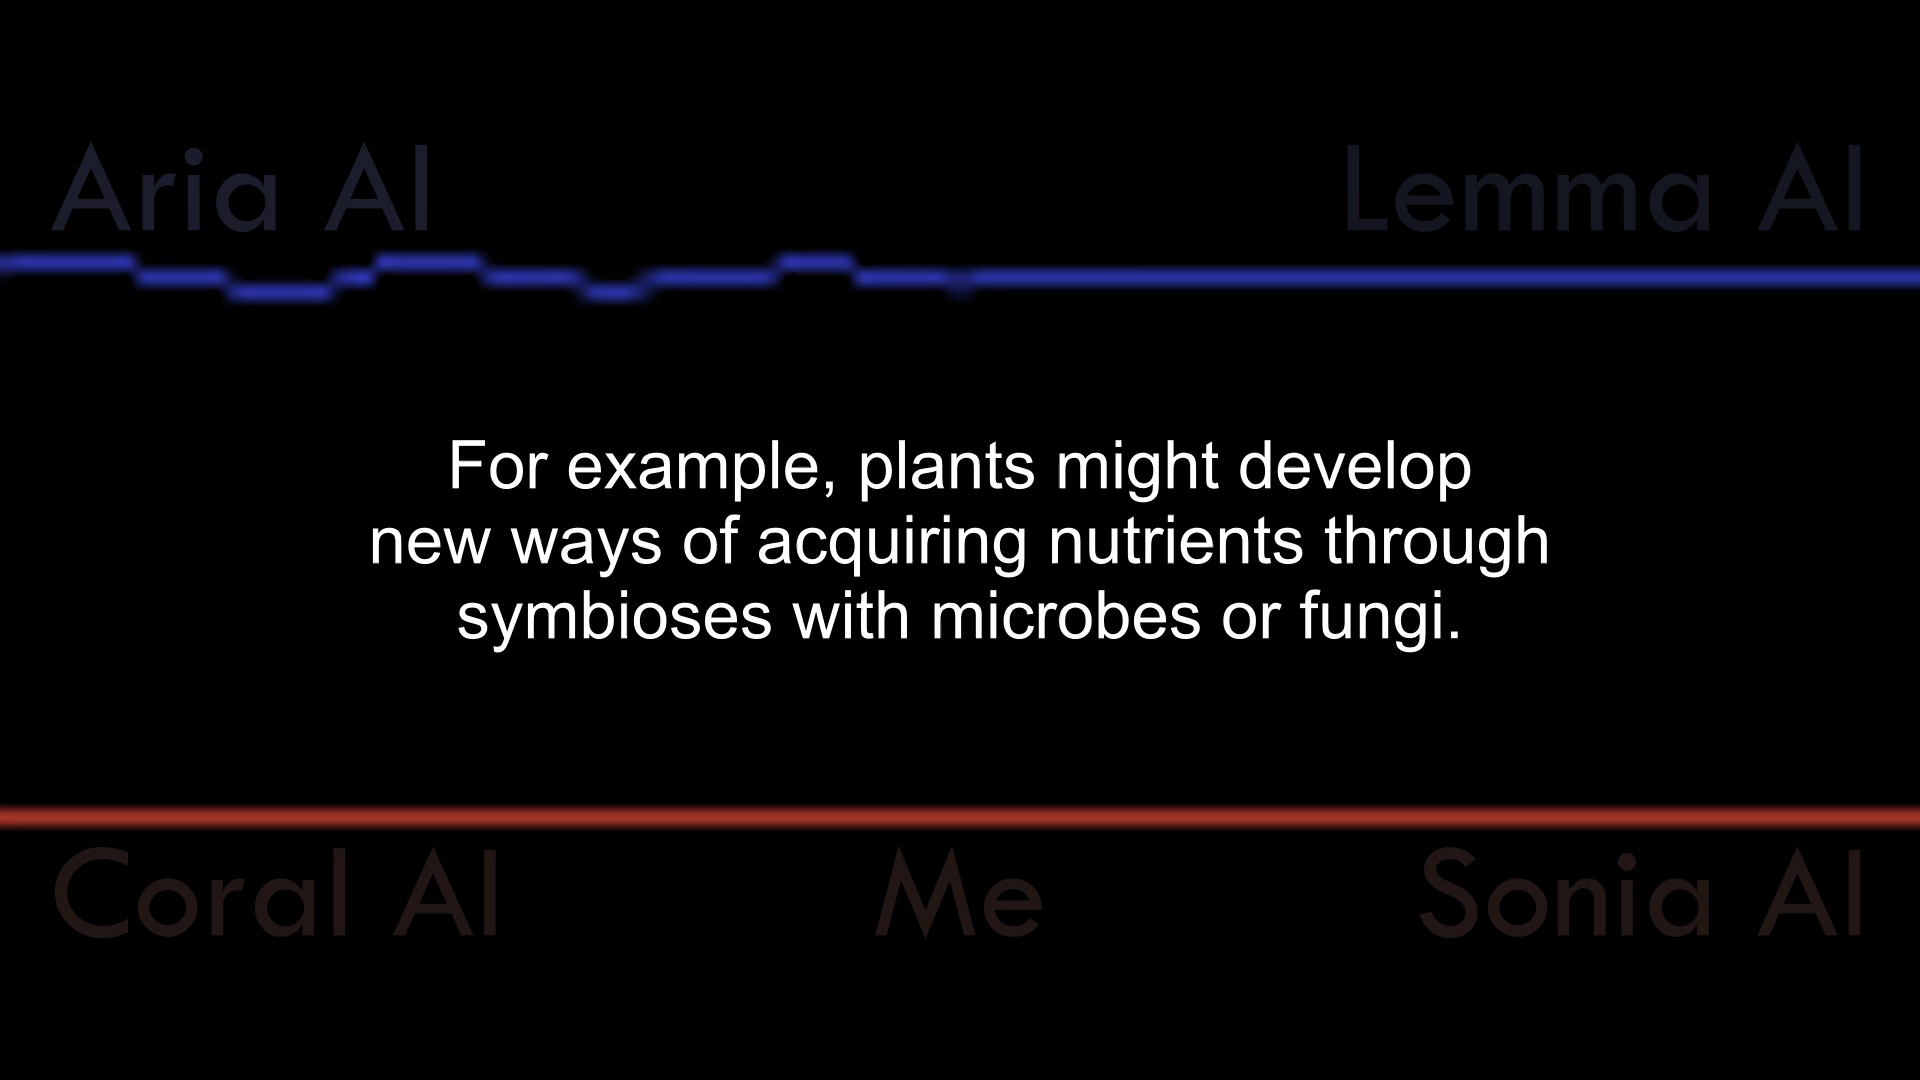 Aria AI
Lemma AI
For example, plants might develop
new ways of acquiring nutrients through
symbioses with microbes or fungi.
Coral AI
Me
Sonia AI